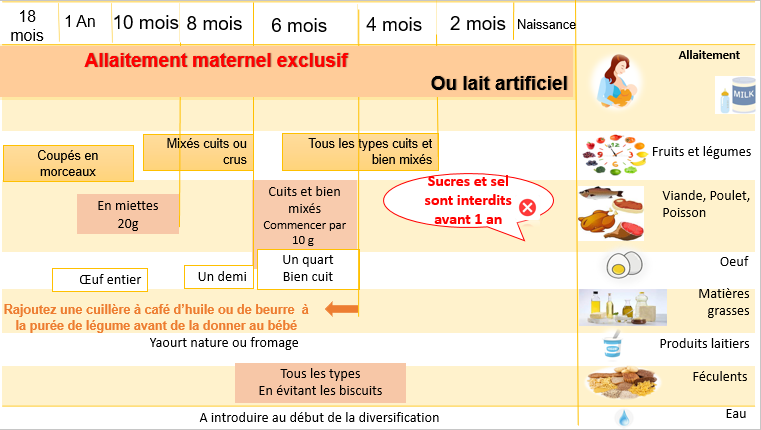 18 mois
1 An
10 mois
8 mois
6 mois
4 mois
2 mois
Naissance
Allaitement maternel exclusif
Ou lait artificiel
Allaitement
MILK
Coupés en
morceaux
Mixés cuits ou
crus
Tous les types cuits et
bien mixés
Fruits et légumes
En miettes
20g
Cuits et bien
mixés
Commencer par
10 g
Sucres et sel
sont interdits
avant 1 an
Viande, Poulet,
Poisson
Œuf entier
Un demi
Un quart
Bien cuit
Oeuf
Rajoutez une cuillère à café d’huile ou de beurre à
la purée de légume avant de la donner au bébé
Matières
grasses
Yaourt nature ou fromage
Produits laitiers
Tous les types
En évitant les biscuits
Féculents
A introduire au début de la diversification
Eau